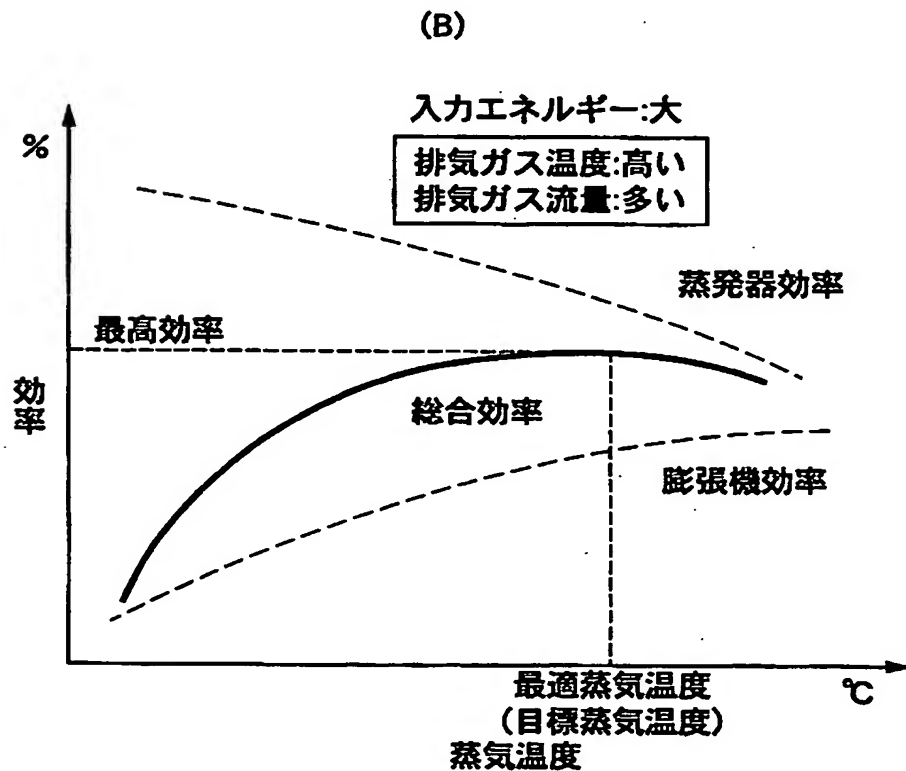 (B)
入力エネルギー:大
%
排気ガス温度:高い
排気ガス流量:多い
蒸発器効率
最高効率
効率
総合効率
膨張機効率
最適蒸気温度
℃
(目標蒸気温度)
蒸気温度